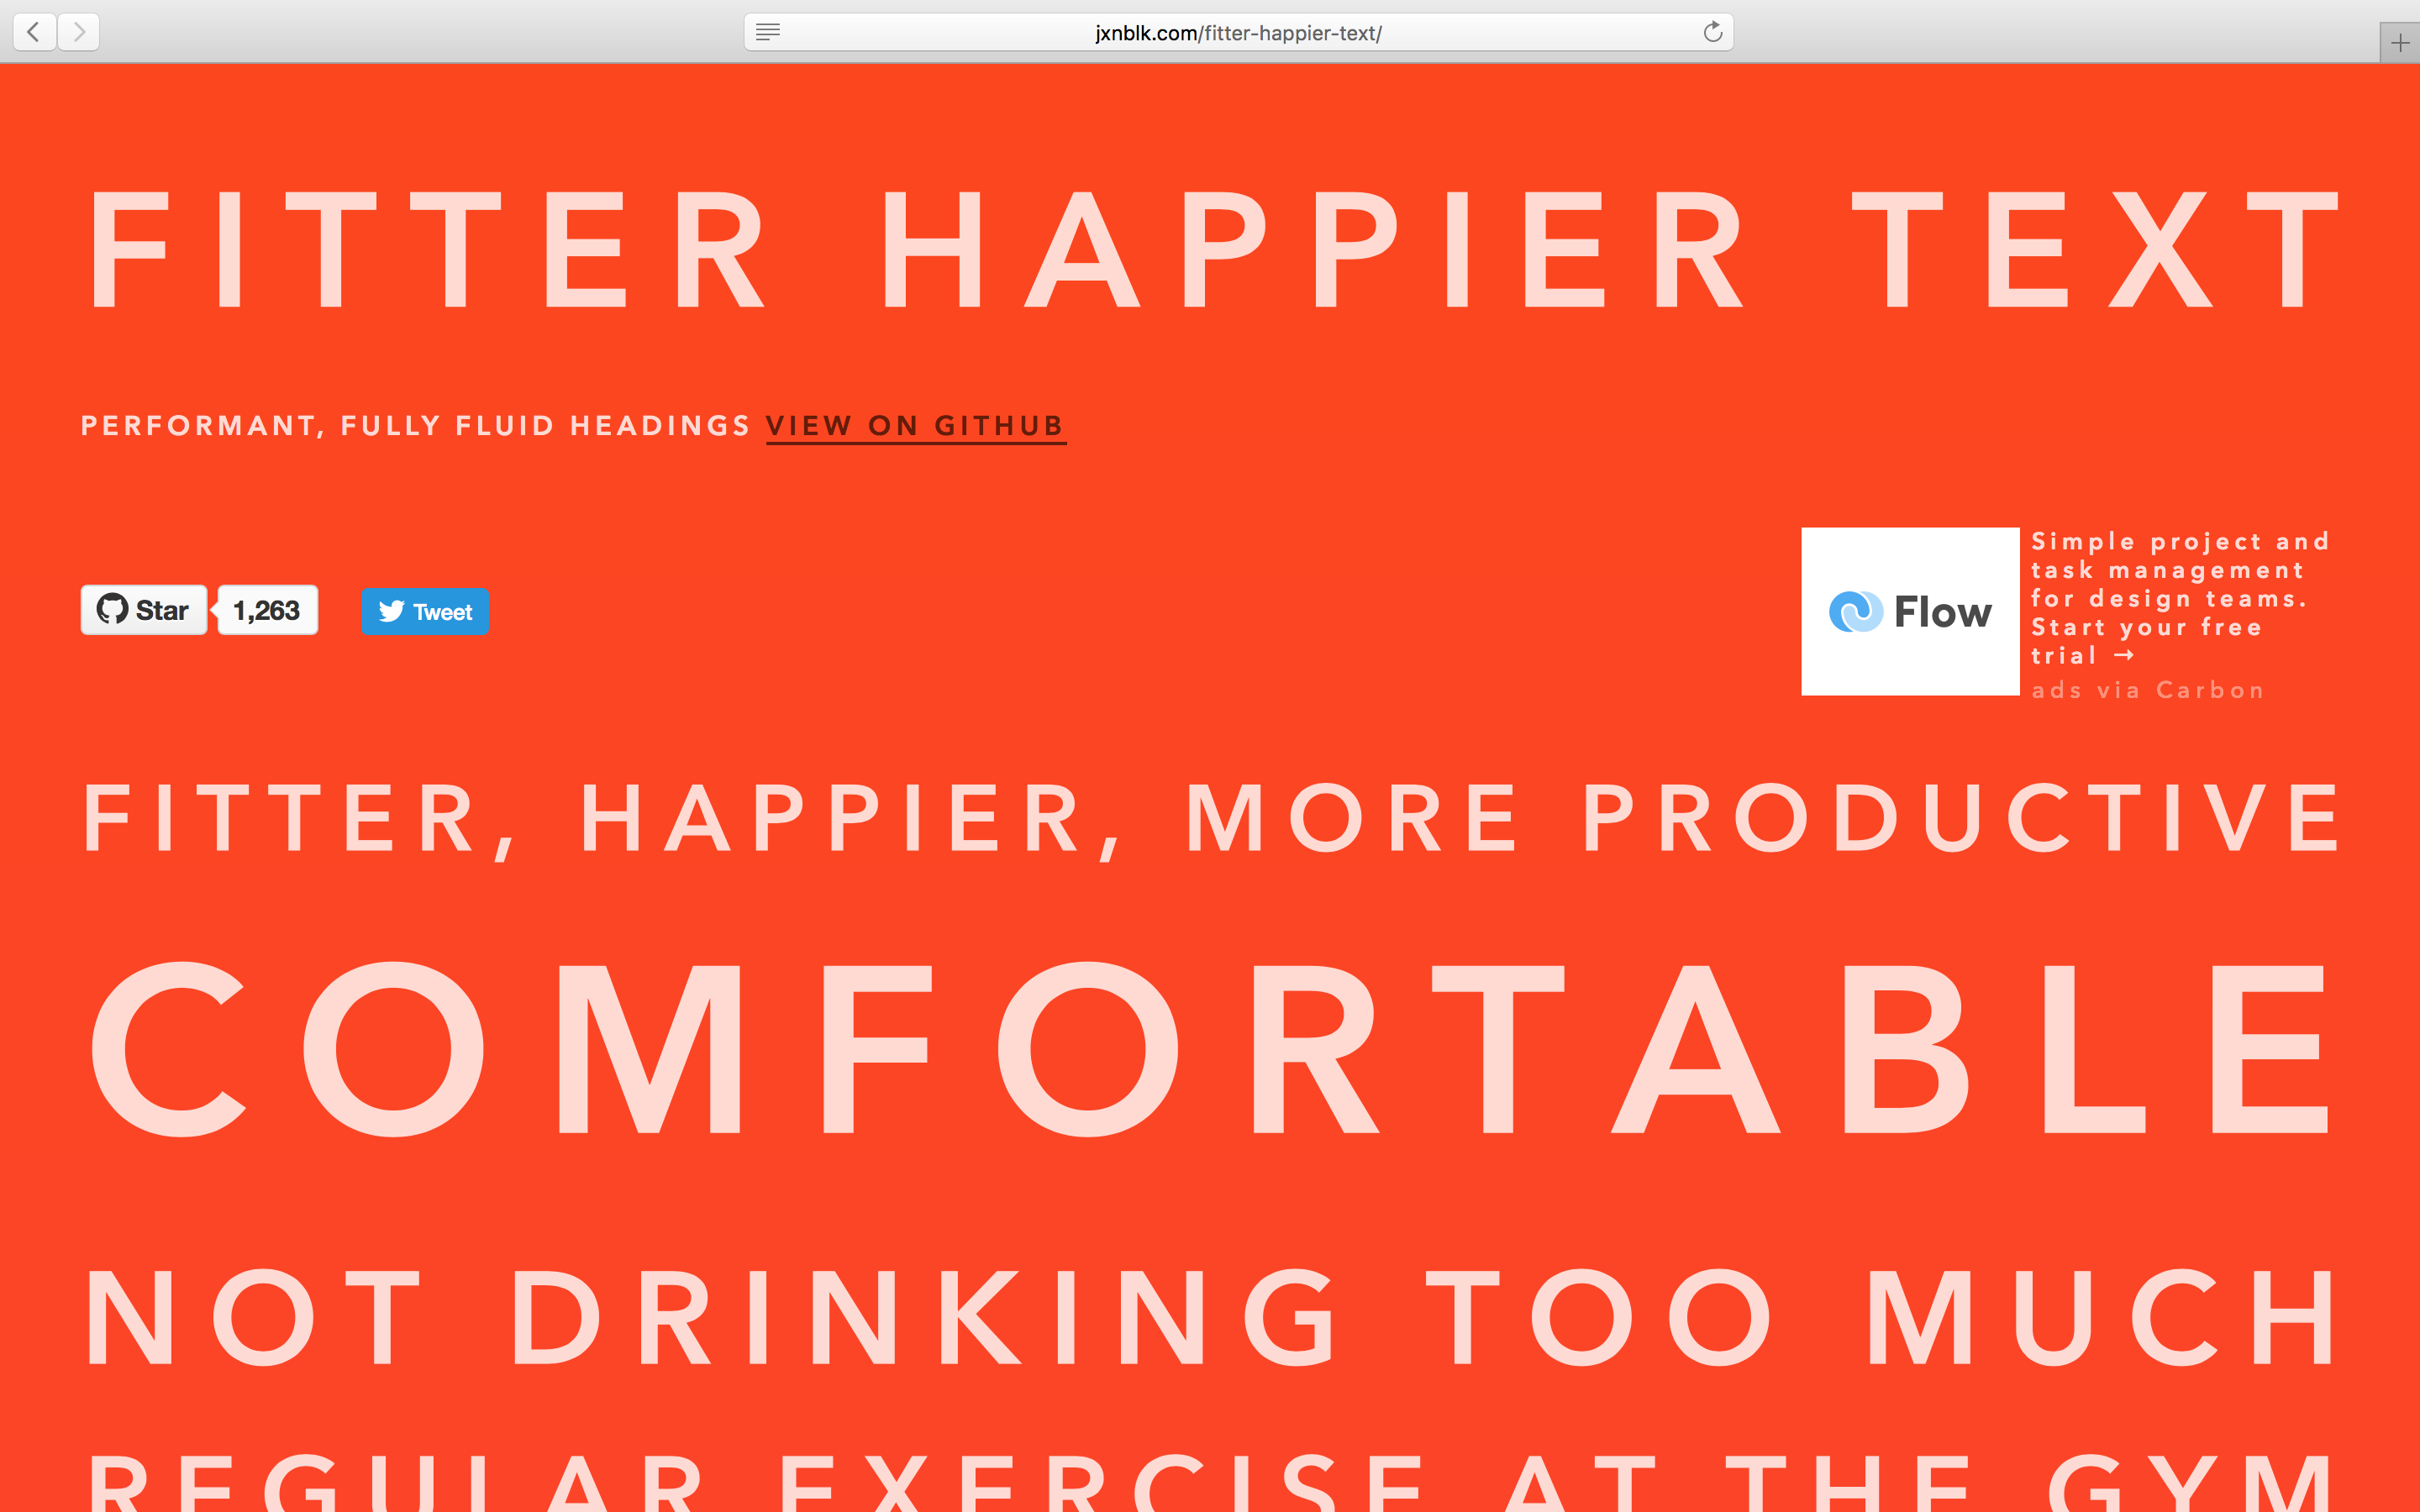 jxnblk.com/fitter-happier-text/
FITTER HAPPIER TEXT
PERFORMANT, FULLY FLUID HEADINGS VIEW ON GITHUB
Star 1,263 Tweet
Flow
Simple project and
task management
for design teams.
Start your free
trial →
ads via Carbon
FITTER, HAPPIER, MORE PRODUCTIVE
COMFORTABLE
NOT DRINKING TOO MUCH
REGULAR EXERCISE AT THE GYM